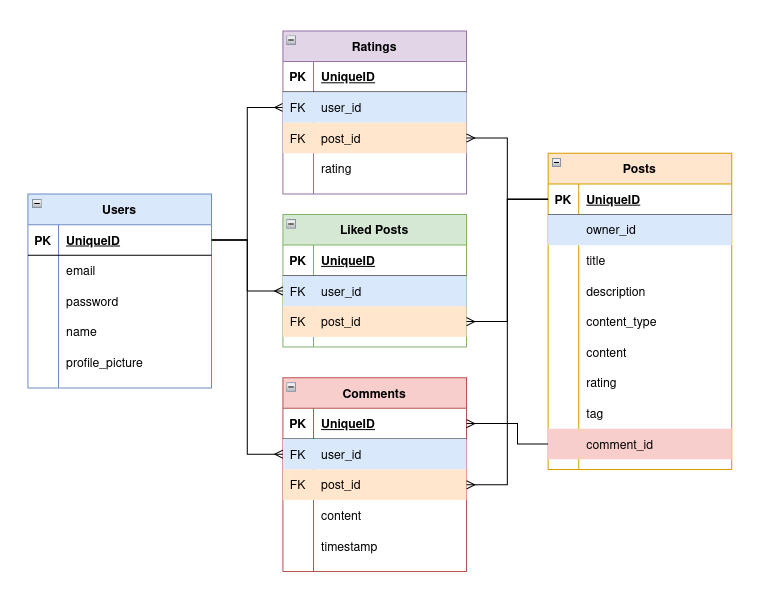 Ratings
PK UniqueID
FK user_id
FK post_id
rating
Users
PK UniqueID
email
password
name
profile_picture
Liked Posts
PK UniqueID
FK user_id
FK post_id
Comments
PK UniqueID
FK user_id
FK post_id
content
timestamp
Posts
PK UniqueID
owner_id
title
description
content_type
content
rating
tag
comment_id